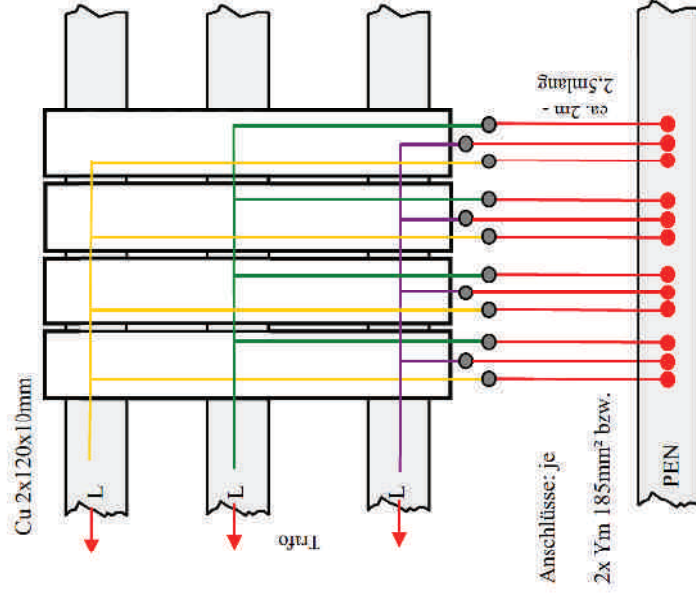 Cu 2x120x10mm
L
L
L
Trafo
ca. 2m -
2.5mlang
Anschlüsse: je
2x Ym 185mm² bzw.
PEN